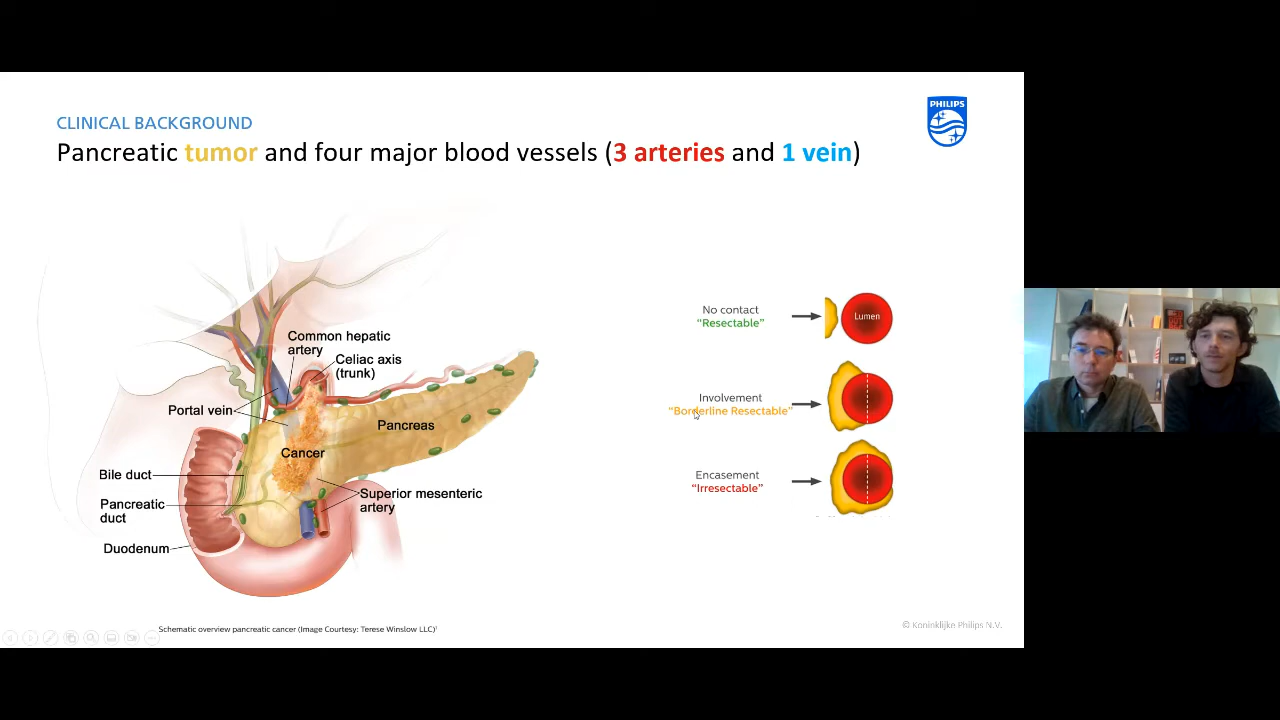 CLINICAL BACKGROUND
PHILIPS
Pancreatic tumor and four major blood vessels (3 arteries and 1 vein)
Common hepatic
artery
Celiac axis
(trunk)
Portal vein
Pancreas
Cancer
Bile duct
Pancreatic
duct
Superior mesenteric
artery
Duodenum
No contact
“Resectable”
Lumen
Involvement
“Borderline Resectable”
Encasement
“Irresectable”
Schematic overview pancreatic cancer (Image Courtesy: Terese Winslow LLC)¹
© Koninklijke Philips N.V.